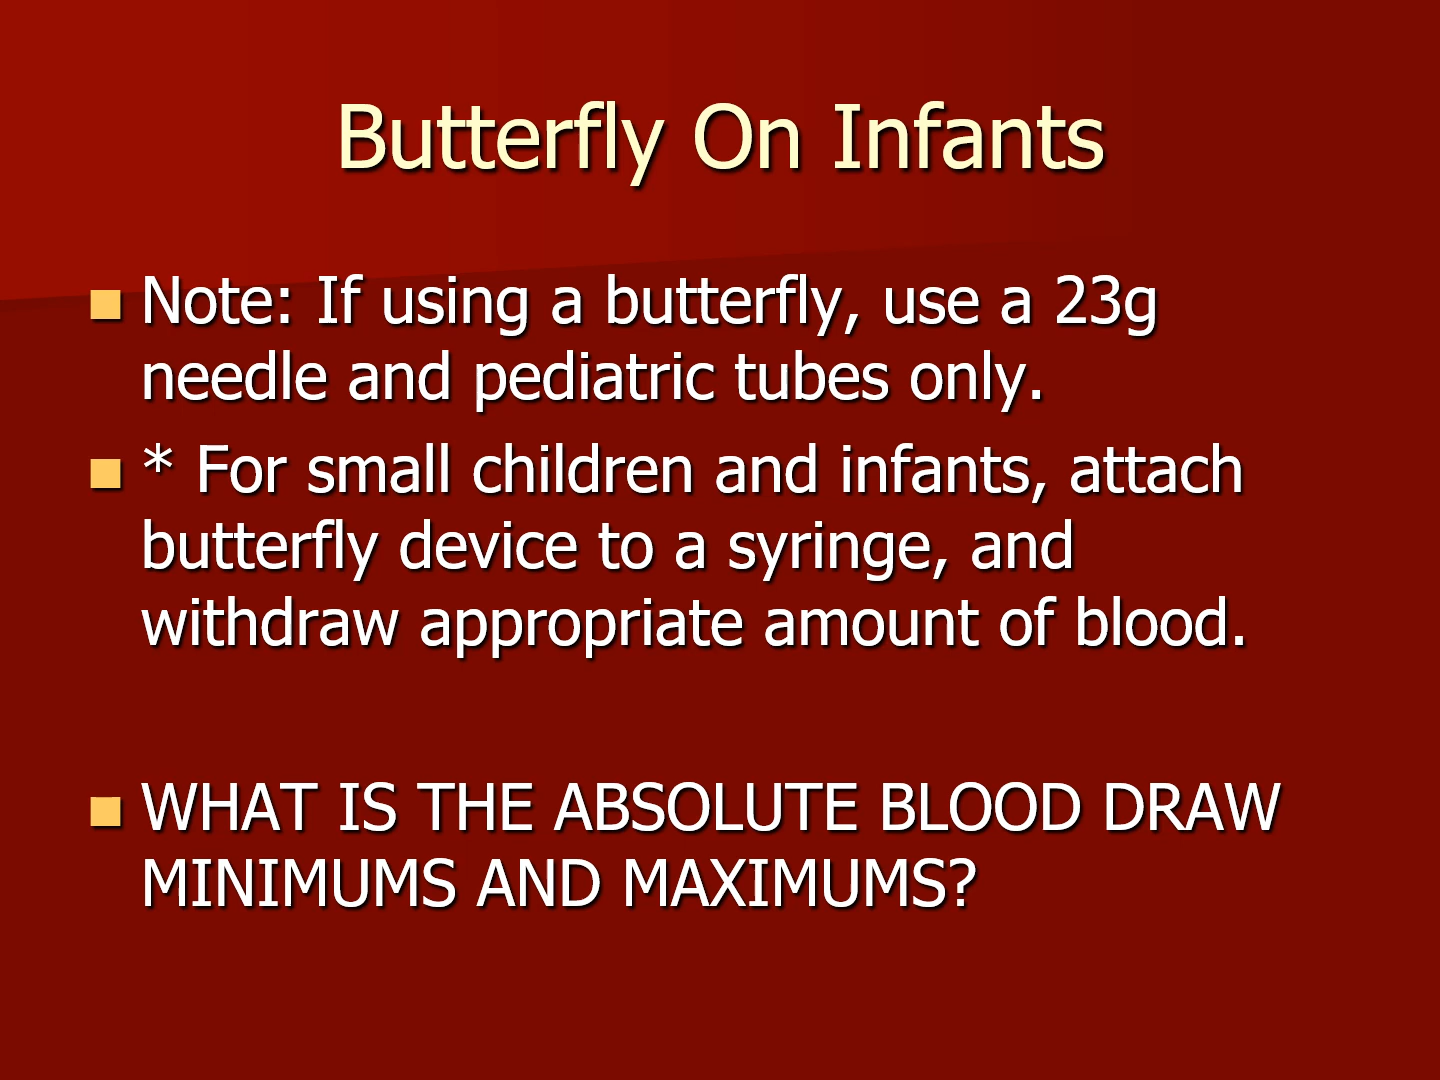 Butterfly On Infants
Note: If using a butterfly, use a 23g
needle and pediatric tubes only.
* For small children and infants, attach
butterfly device to a syringe, and
withdraw appropriate amount of blood.
WHAT IS THE ABSOLUTE BLOOD DRAW
MINIMUMS AND MAXIMUMS?